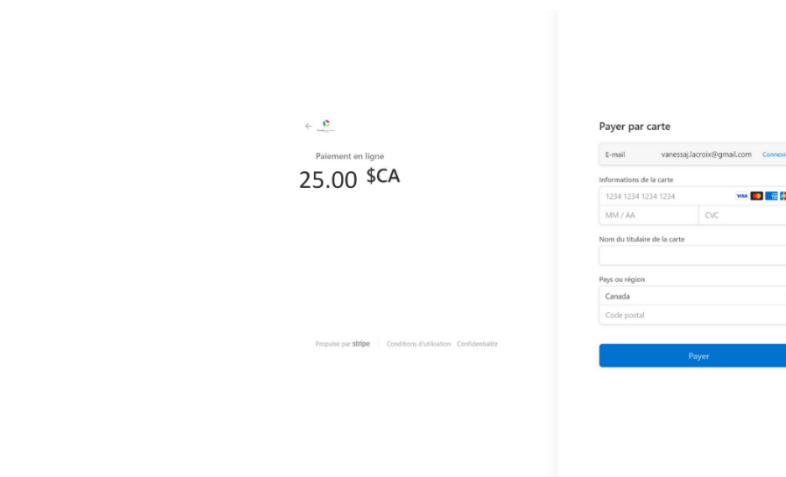 Paiement en ligne
25.00 $CA
Propulsé par stripe
Conditions d'utilisation Confidentialité
Payer par carte
E-mail vanessaj.lacroix@gmail.com
Informations de la carte
1234 1234 1234 1234 VISA
MM / AA CVC
Nom du titulaire de la carte
Pays ou région
Canada
Code postal
Payer